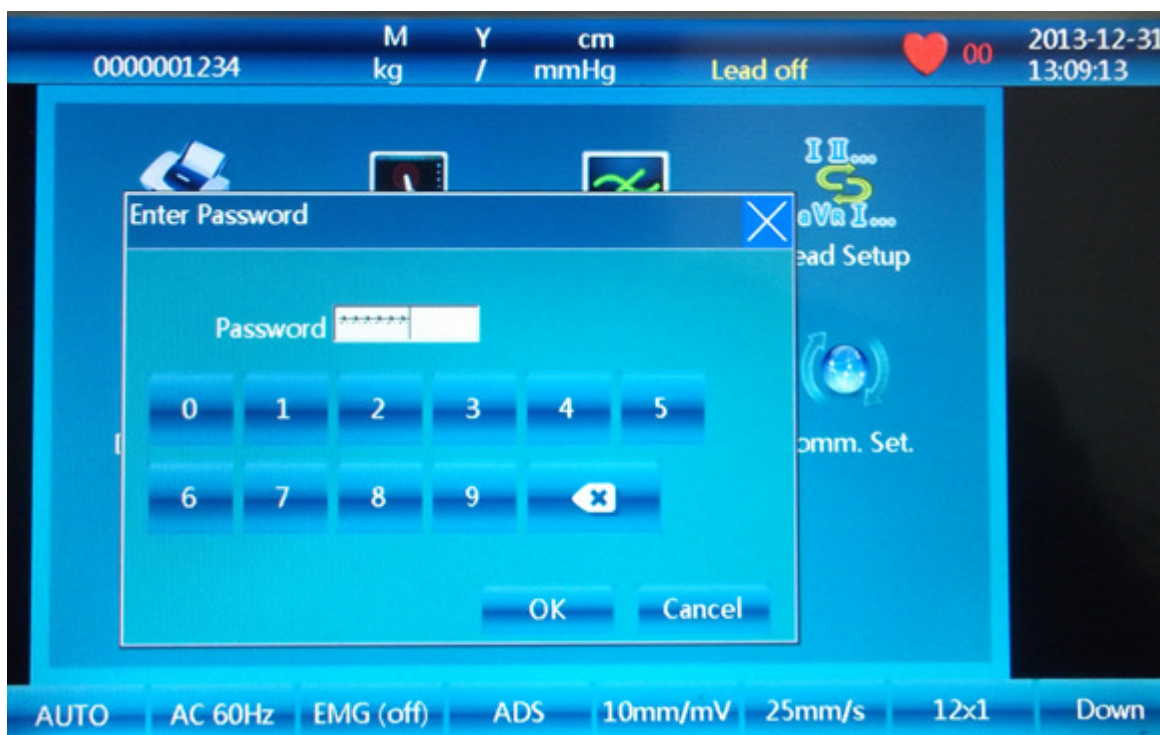 M Y cm
0000001234 kg / mmHg Lead off 00 2013-12-31
13:09:13
I II...
aVR I...
Enter Password
ead Setup
Password ******
0 1 2 3 4 5
omm. Set.
6 7 8 9
OK Cancel
AUTO AC 60Hz EMG (off) ADS 10mm/mV 25mm/s 12x1 Down